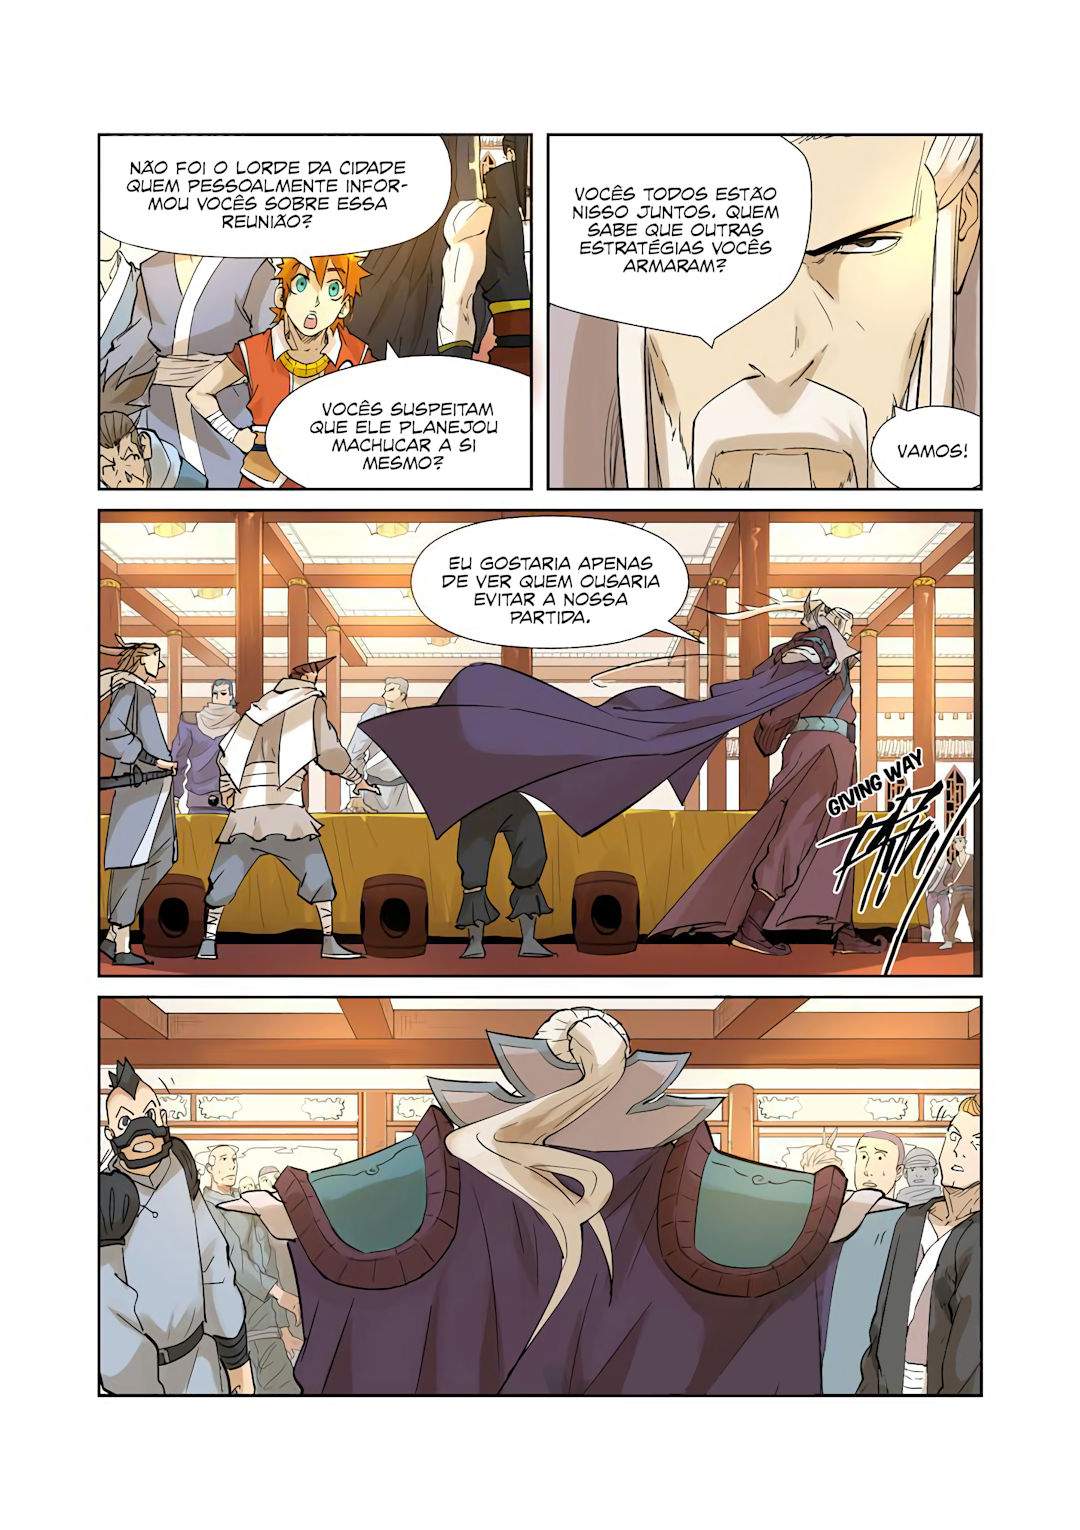 NÃO FOI O LORDE DA CIDADE
QUEM PESSOALMENTE INFOR-
MOU VOCÊS SOBRE ESSA
REUNIÃO?
VOCÊS SUSPEITAM
QUE ELE PLANEJOU
MACHUCAR A SI
MESMO?
VOCÊS TODOS ESTÃO
NISSO JUNTOS. QUEM
SABE QUE OUTRAS
ESTRATÉGIAS VOCÊS
ARMARAM?
VAMOS!
EU GOSTARIA APENAS
DE VER QUEM OUSARIA
EVITAR A NOSSA
PARTIDA.
GIVING WAY